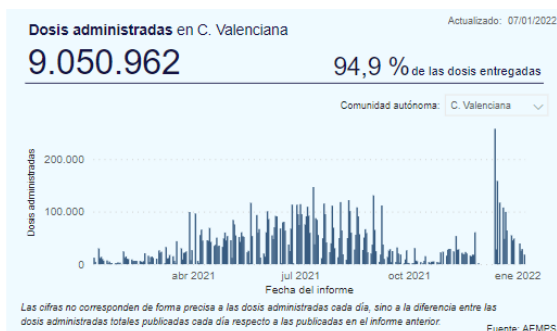 Actualizado: 07/01/2022
Dosis administradas en C. Valenciana
9.050.962
94,9 % de las dosis entregadas
Comunidad autónoma: C. Valenciana
Dosis administradas
200.000
100.000
0
abr 2021 jul 2021 oct 2021 ene 2022
Fecha del informe
Las cifras no corresponden de forma precisa a las dosis administradas cada día, sino a la diferencia entre las
dosis administradas totales publicadas cada día respecto a las publicadas en el informe anterior.
Fuente: AEMPS